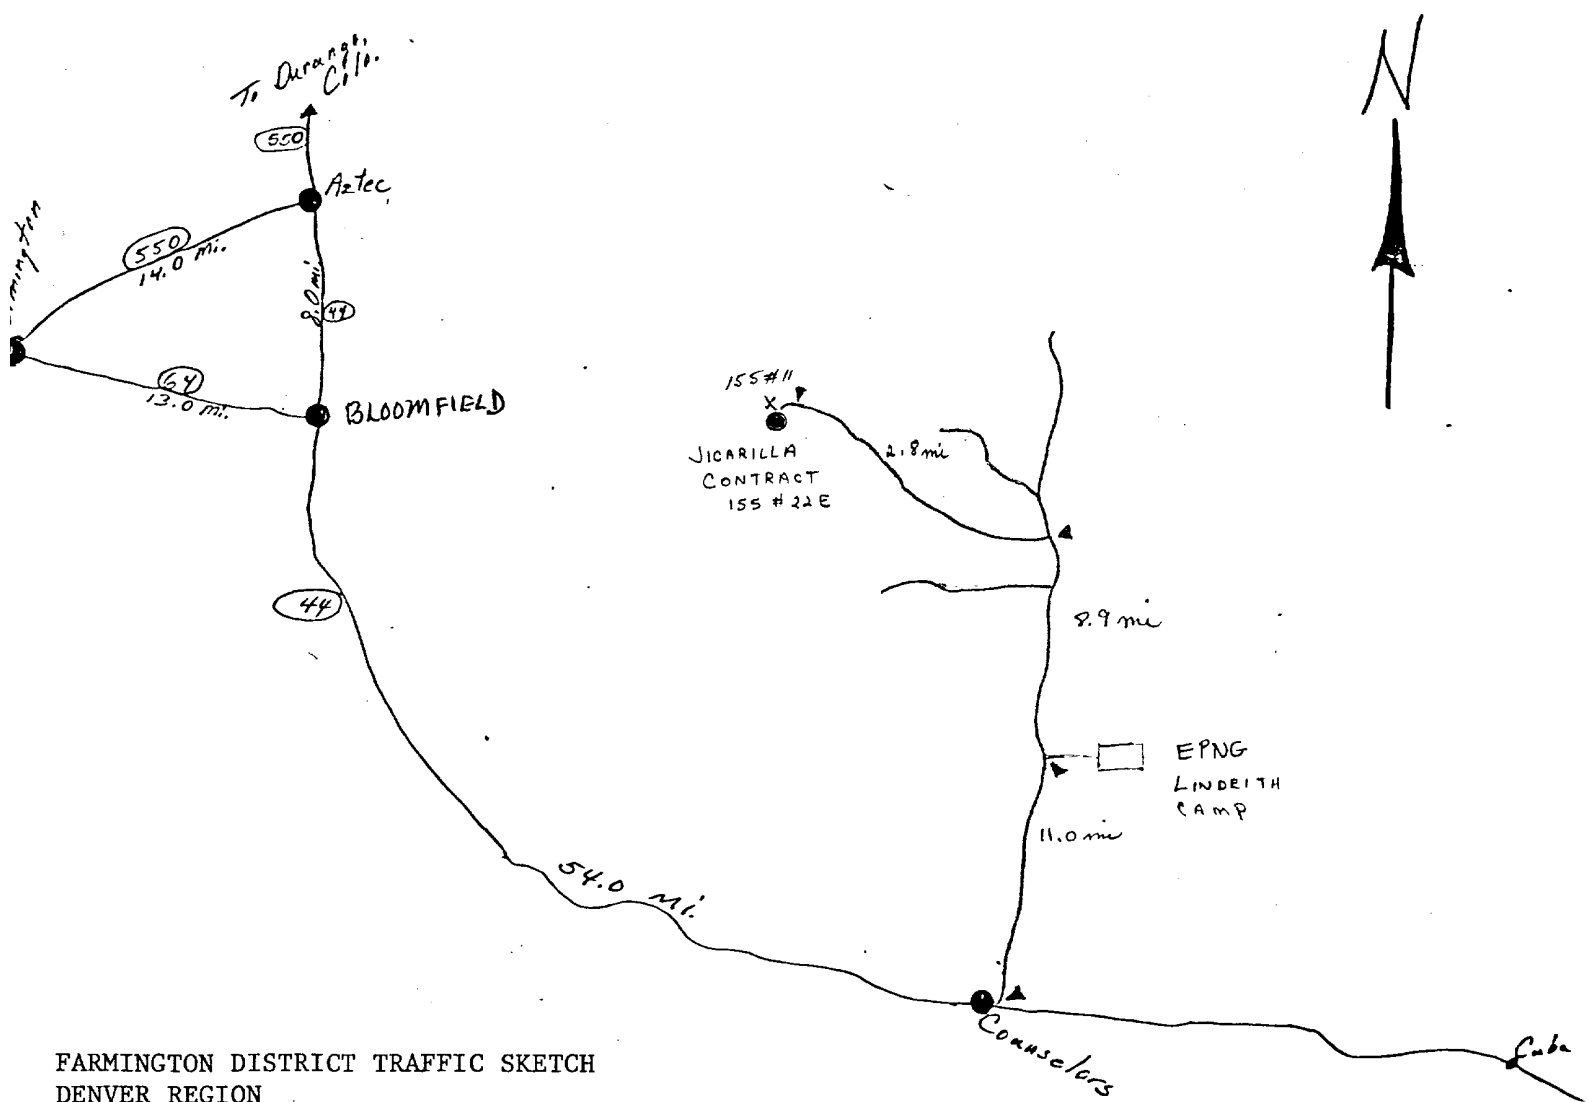 To Durango,
Colo.
N
550
Aztec
mington
550
14.0 mi.
8.0 mi.
44
64
13.0 mi.
BLOOMFIELD
155#11
X
JICARILLA
CONTRACT
155 #22E
2.8 mi
44
8.9 mi
EPNG
LINDEITH
CAMP
11.0 mi
54.0 Mi.
Counselors
Cuba
FARMINGTON DISTRICT TRAFFIC SKETCH
DENVER REGION